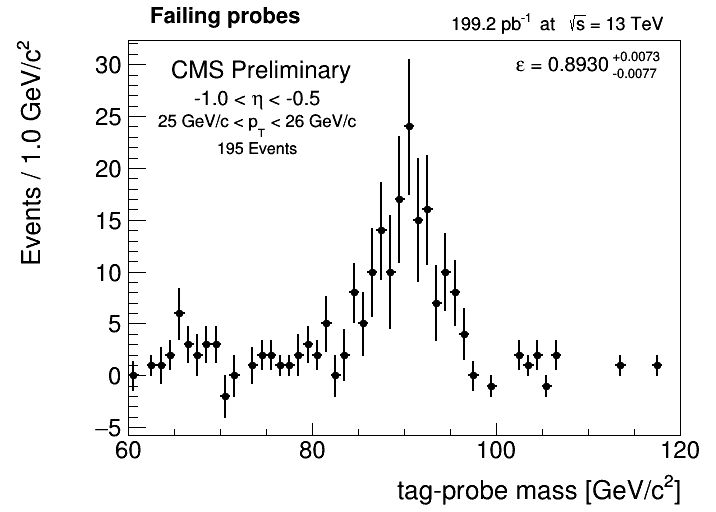 Failing probes
199.2 pb⁻¹ at √s = 13 TeV
CMS Preliminary
-1.0 < η < -0.5
25 GeV/c < p_T < 26 GeV/c
195 Events
ε = 0.8930 +0.0073 -0.0077
Events / 1.0 GeV/c²
30
25
20
15
10
5
0
−5
60 80 100 120
tag-probe mass [GeV/c²]